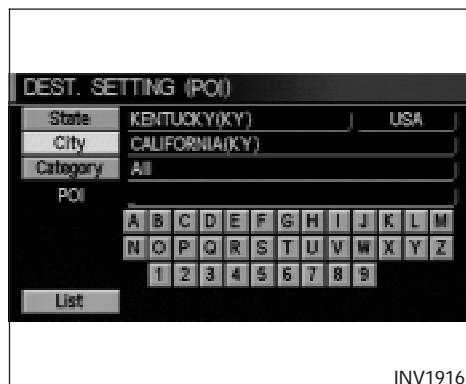 DEST. SETTING (POI)
State KENTUCKY(KY) USA
City CALIFORNIA(KY)
Category All
POI _
A B C D E F G H I J K L M
N O P Q R S T U V W X Y Z
1 2 3 4 5 6 7 8 9
List
INV1916